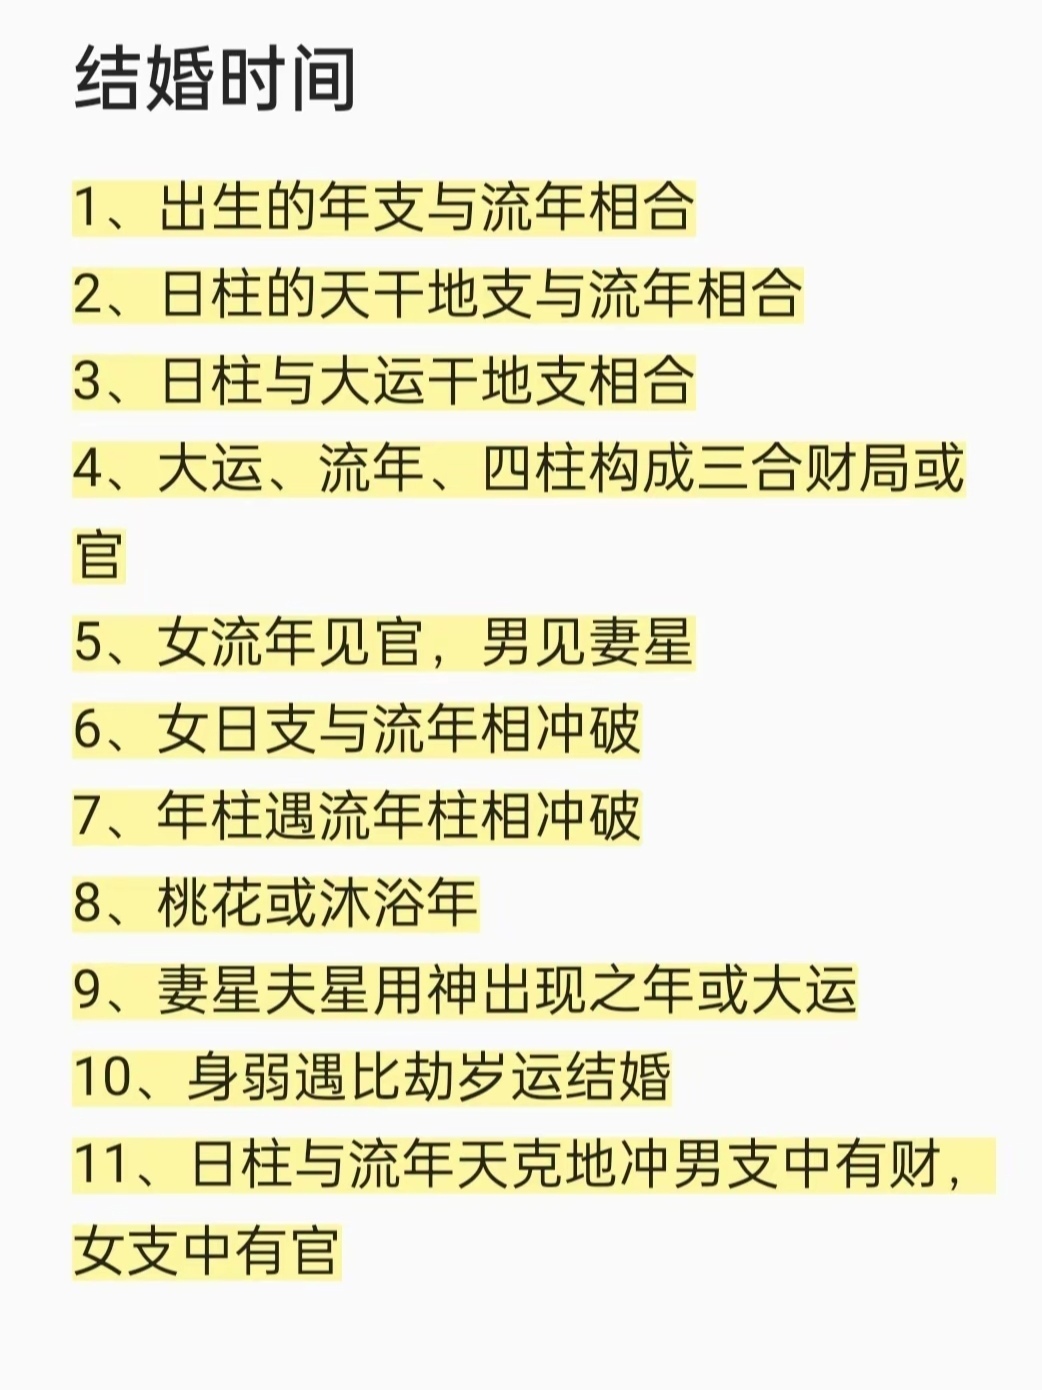 结婚时间
1、出生的年支与流年相合
2、日柱的天干地支与流年相合
3、日柱与大运干地支相合
4、大运、流年、四柱构成三合财局或
官
5、女流年见官，男见妻星
6、女日支与流年相冲破
7、年柱遇流年柱相冲破
8、桃花或沐浴年
9、妻星夫星用神出现之年或大运
10、身弱遇比劫岁运结婚
11、日柱与流年天克地冲男支中有财，
女支中有官